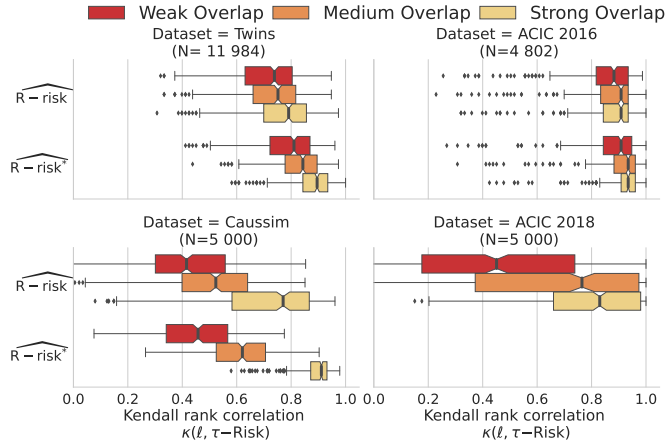 Weak Overlap Medium Overlap Strong Overlap
Dataset = Twins
(N= 11 984)
Dataset = ACIC 2016
(N=4 802)
R−risk
R−risk*
Dataset = Caussim
(N=5 000)
Dataset = ACIC 2018
(N=5 000)
R−risk
R−risk*
0.0 0.2 0.4 0.6 0.8 1.0
0.0 0.2 0.4 0.6 0.8 1.0
Kendall rank correlation
κ(ℓ, τ−Risk)
Kendall rank correlation
κ(ℓ, τ−Risk)